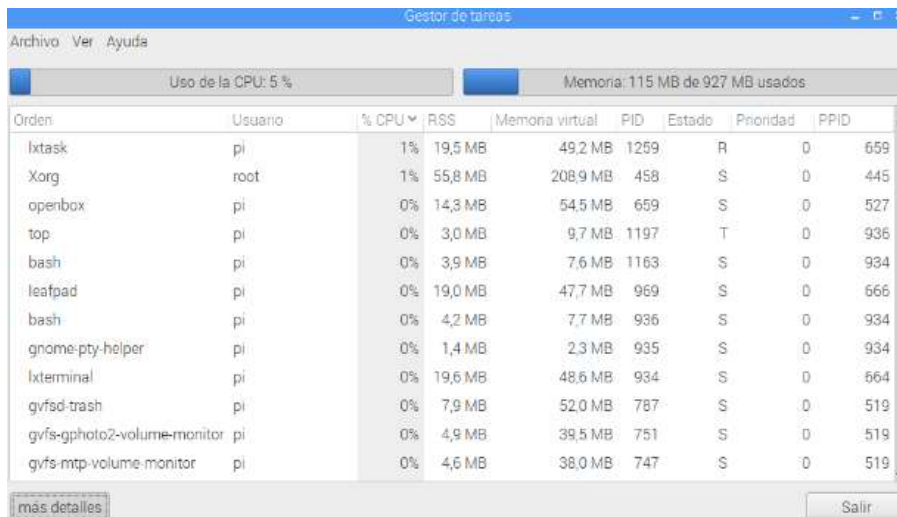 Gestor de tareas
Archivo Ver Ayuda
Uso de la CPU: 5 % Memoria: 115 MB de 927 MB usados
Orden Usuario % CPU RSS Memoria virtual PID Estado Prioridad PPID
lxtask pi 1% 19,5 MB 49,2 MB 1259 R 0 659
Xorg root 1% 55,8 MB 208,9 MB 458 S 0 445
openbox pi 0% 14,3 MB 54,5 MB 659 S 0 527
top pi 0% 3,0 MB 9,7 MB 1197 T 0 936
bash pi 0% 3,9 MB 7,6 MB 1163 S 0 934
leafpad pi 0% 19,0 MB 47,7 MB 969 S 0 666
bash pi 0% 4,2 MB 7,7 MB 936 S 0 934
gnome-pty-helper pi 0% 1,4 MB 2,3 MB 935 S 0 934
lxterminal pi 0% 19,6 MB 48,6 MB 934 S 0 664
gvfsd-trash pi 0% 7,9 MB 52,0 MB 787 S 0 519
gvfs-gphoto2-volume-monitor pi 0% 4,9 MB 39,5 MB 751 S 0 519
gvfs-mtp-volume-monitor pi 0% 4,6 MB 38,0 MB 747 S 0 519
más detalles Salir